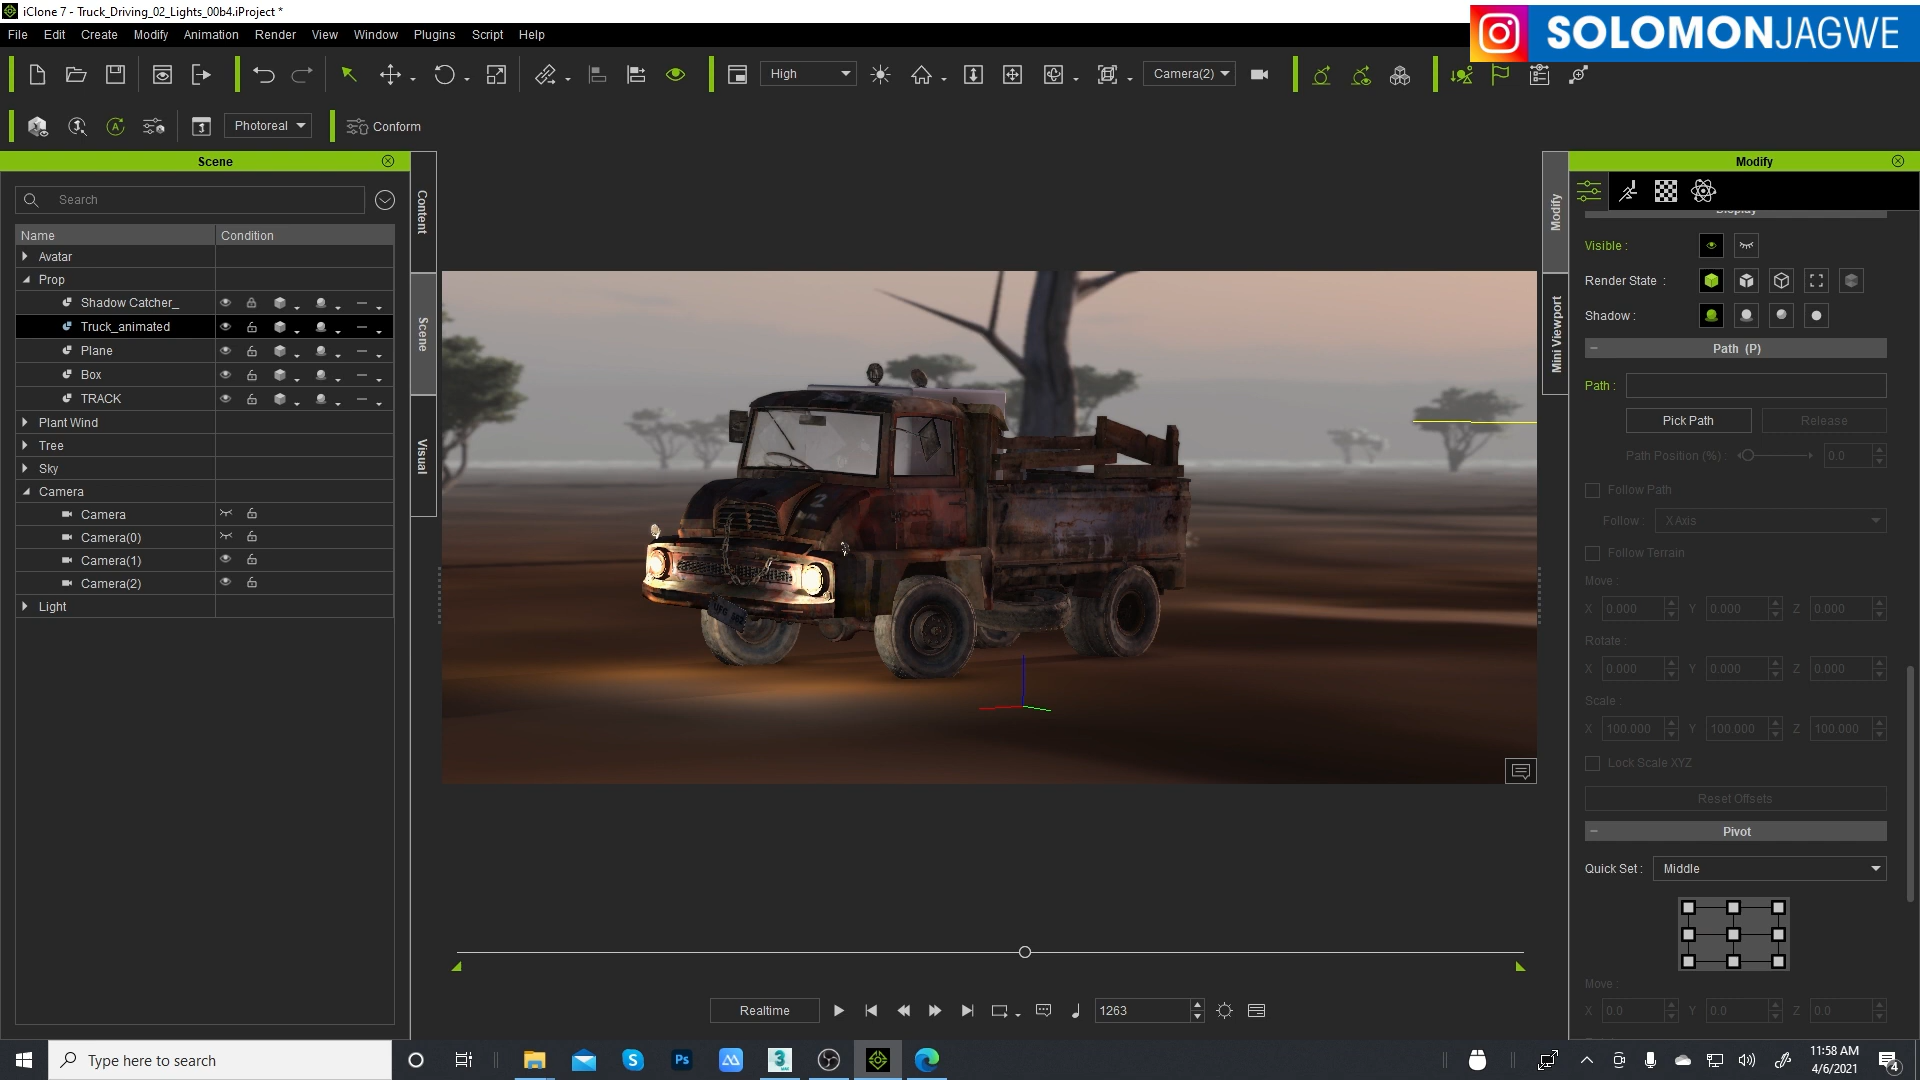 iClone 7 - Truck_Driving_02_Lights_00b4.iProject *
File Edit Create Modify Animation Render View Window Plugins Script Help
SOLOMONJAGWE
High
Camera(2)
Photoreal
Conform
Scene
Search
Name Condition
Avatar
Prop
Shadow Catcher_
Truck_animated
Plane
Box
TRACK
Plant Wind
Tree
Sky
Camera
Camera
Camera(0)
Camera(1)
Camera(2)
Light
Content
Scene
Visual
2
Modify
Mini Viewport
Modify
Display
Visible :
Render State :
Shadow :
Path (P)
Path :
Pick Path Release
Path Position (%) : 0.0
Follow Path
Follow : X Axis
Follow Terrain
Move :
X 0.000 Y 0.000 Z 0.000
Rotate :
X 0.000 Y 0.000 Z 0.000
Scale :
X 100.000 Y 100.000 Z 100.000
Lock Scale XYZ
Reset Offsets
Pivot
Quick Set : Middle
Move :
X 0.0 Y 0.0 Z 0.0
Realtime
1263
Type here to search
Ps
3
11:58 AM
4/6/2021
4